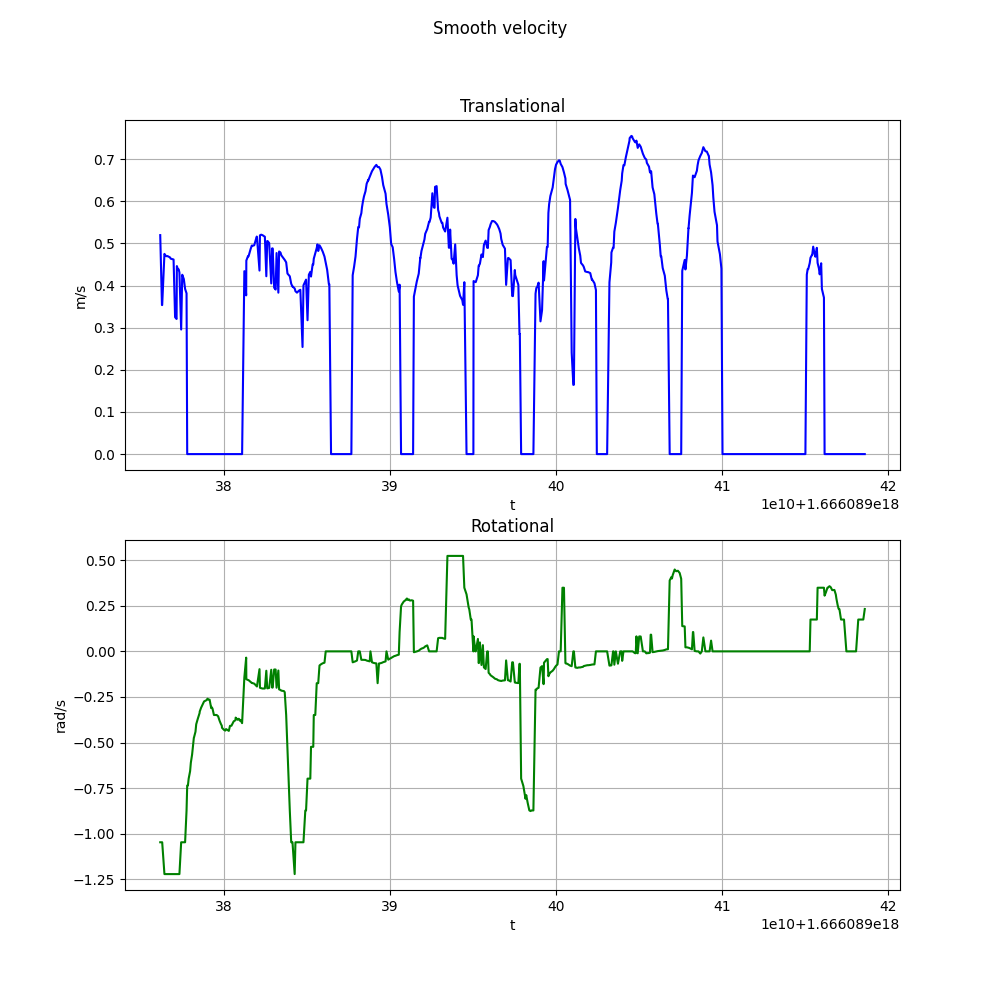 Smooth velocity
Translational
0.7
0.6
0.5
0.4
0.3
0.2
0.1
0.0
m/s
38 39 40 41 42
t
1e10+1.666089e18
Rotational
0.50
0.25
0.00
−0.25
−0.50
−0.75
−1.00
−1.25
rad/s
38 39 40 41 42
t
1e10+1.666089e18